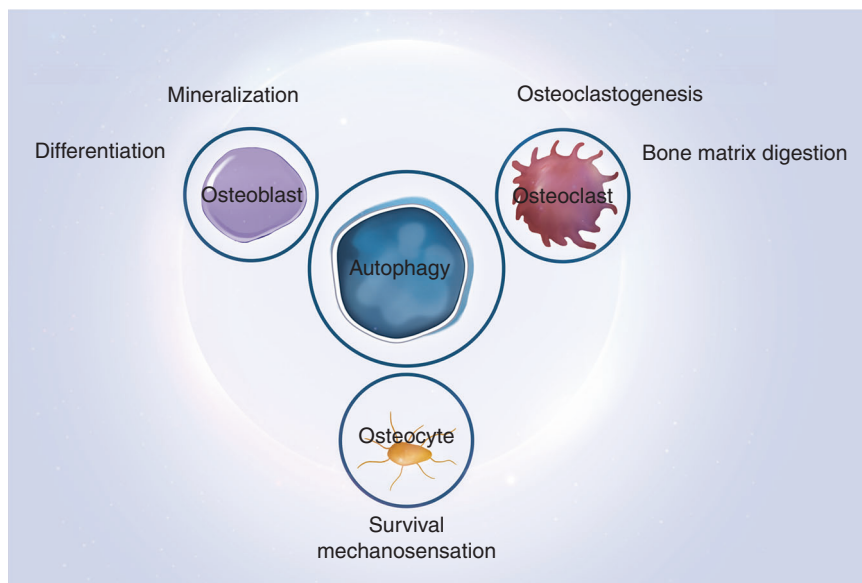 Mineralization
Osteoclastogenesis
Differentiation
Bone matrix digestion
Osteoblast
Osteoclast
Autophagy
Osteocyte
Survival
mechanosensation